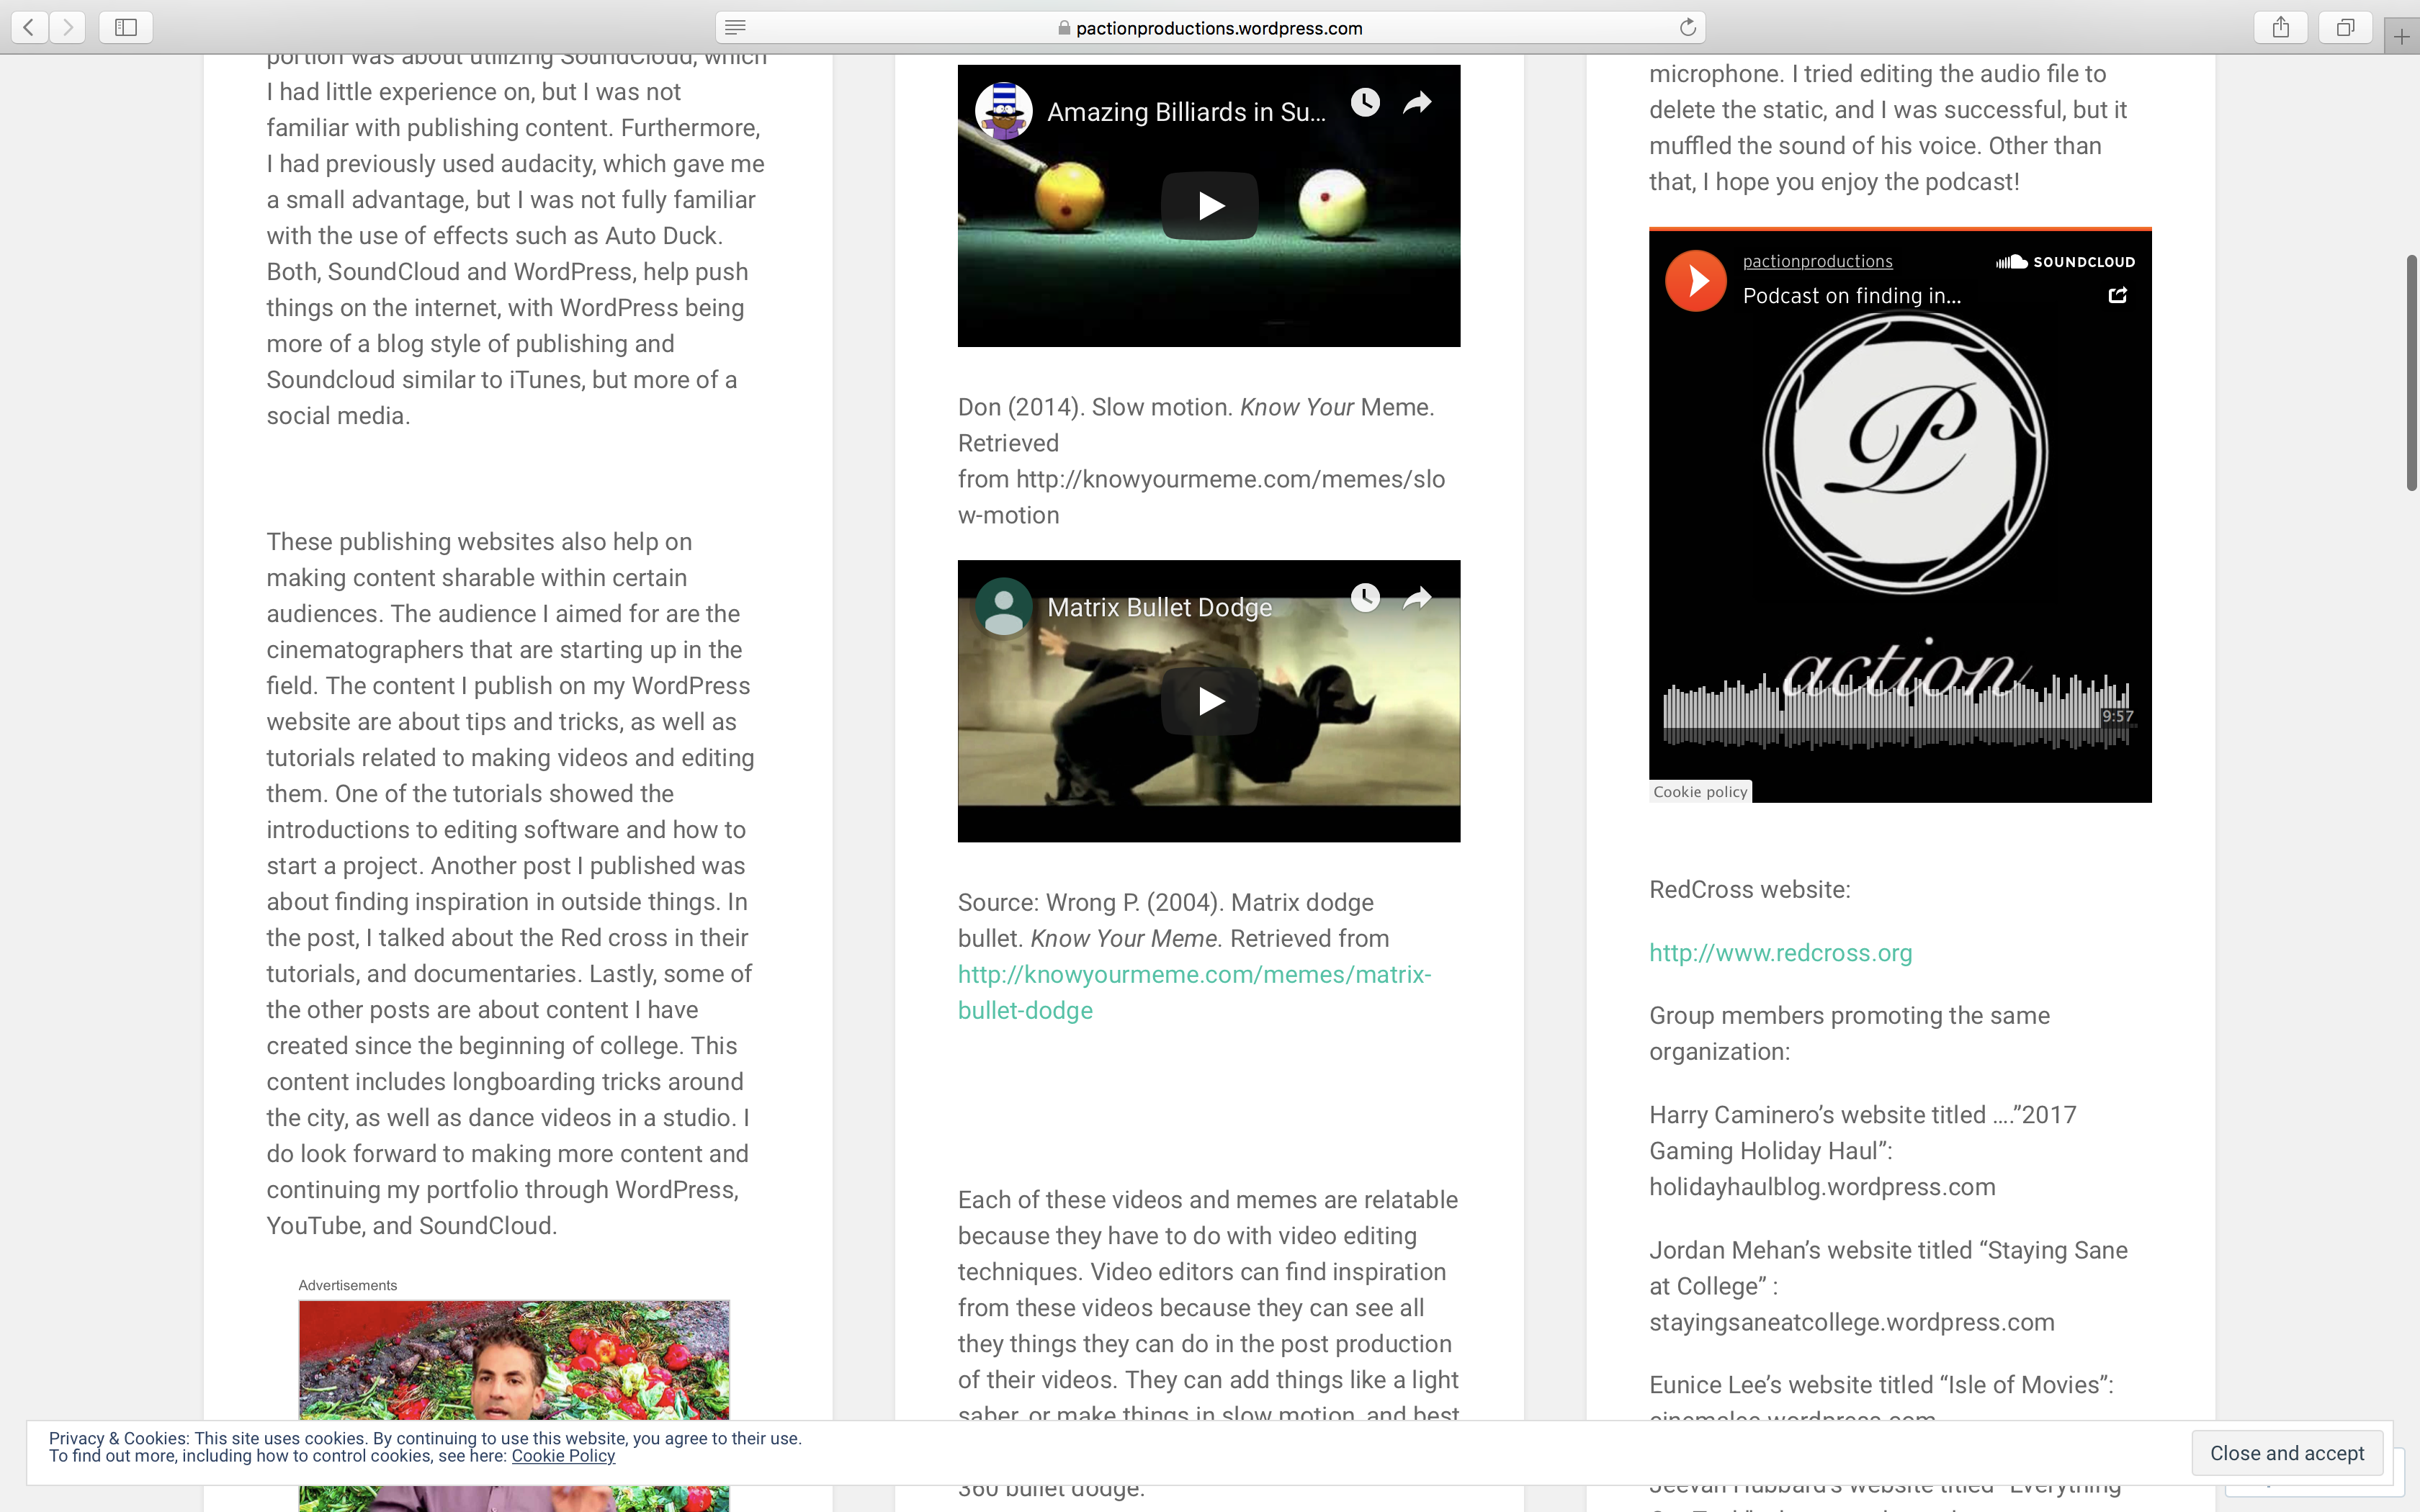 pactionproductions.wordpress.com
portion was about utilizing SoundCloud, which
I had little experience on, but I was not
familiar with publishing content. Furthermore,
I had previously used audacity, which gave me
a small advantage, but I was not fully familiar
with the use of effects such as Auto Duck.
Both, SoundCloud and WordPress, help push
things on the internet, with WordPress being
more of a blog style of publishing and
Soundcloud similar to iTunes, but more of a
social media.
These publishing websites also help on
making content sharable within certain
audiences. The audience I aimed for are the
cinematographers that are starting up in the
field. The content I publish on my WordPress
website are about tips and tricks, as well as
tutorials related to making videos and editing
them. One of the tutorials showed the
introductions to editing software and how to
start a project. Another post I published was
about finding inspiration in outside things. In
the post, I talked about the Red cross in their
tutorials, and documentaries. Lastly, some of
the other posts are about content I have
created since the beginning of college. This
content includes longboarding tricks around
the city, as well as dance videos in a studio. I
do look forward to making more content and
continuing my portfolio through WordPress,
YouTube, and SoundCloud.
Advertisements
Amazing Billiards in Su...
Don (2014). Slow motion. Know Your Meme.
Retrieved
from http://knowyourmeme.com/memes/slo
w-motion
Matrix Bullet Dodge
Source: Wrong P. (2004). Matrix dodge
bullet. Know Your Meme. Retrieved from
http://knowyourmeme.com/memes/matrix-
bullet-dodge
Each of these videos and memes are relatable
because they have to do with video editing
techniques. Video editors can find inspiration
from these videos because they can see all
they things they can do in the post production
of their videos. They can add things like a light
saber, or make things in slow motion, and best
360 bullet dodge.
microphone. I tried editing the audio file to
delete the static, and I was successful, but it
muffled the sound of his voice. Other than
that, I hope you enjoy the podcast!
pactionproductions
SOUNDCLOUD
Podcast on finding in...
P
action
9:57
Cookie policy
RedCross website:
http://www.redcross.org
Group members promoting the same
organization:
Harry Caminero’s website titled ….”2017
Gaming Holiday Haul”:
holidayhaulblog.wordpress.com
Jordan Mehan’s website titled “Staying Sane
at College” :
stayingsaneatcollege.wordpress.com
Eunice Lee’s website titled “Isle of Movies”:
cinemalee.wordpress.com
Jeevan Hubbard’s website titled “Everything
Privacy & Cookies: This site uses cookies. By continuing to use this website, you agree to their use.
To find out more, including how to control cookies, see here: Cookie Policy
Close and accept